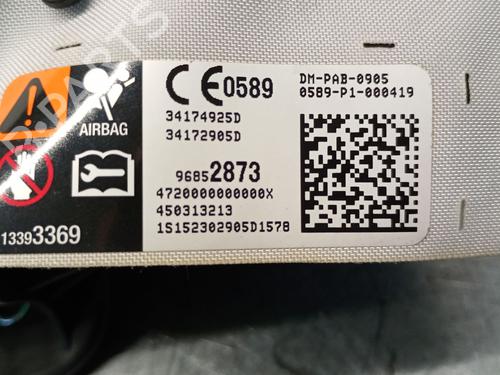 AIRBAG
13393369
CE0589
34174925D
34172905D
96852873
4720000000000X
450313213
1S152302905D1578
DM-PAB-0905
0589-P1-000419